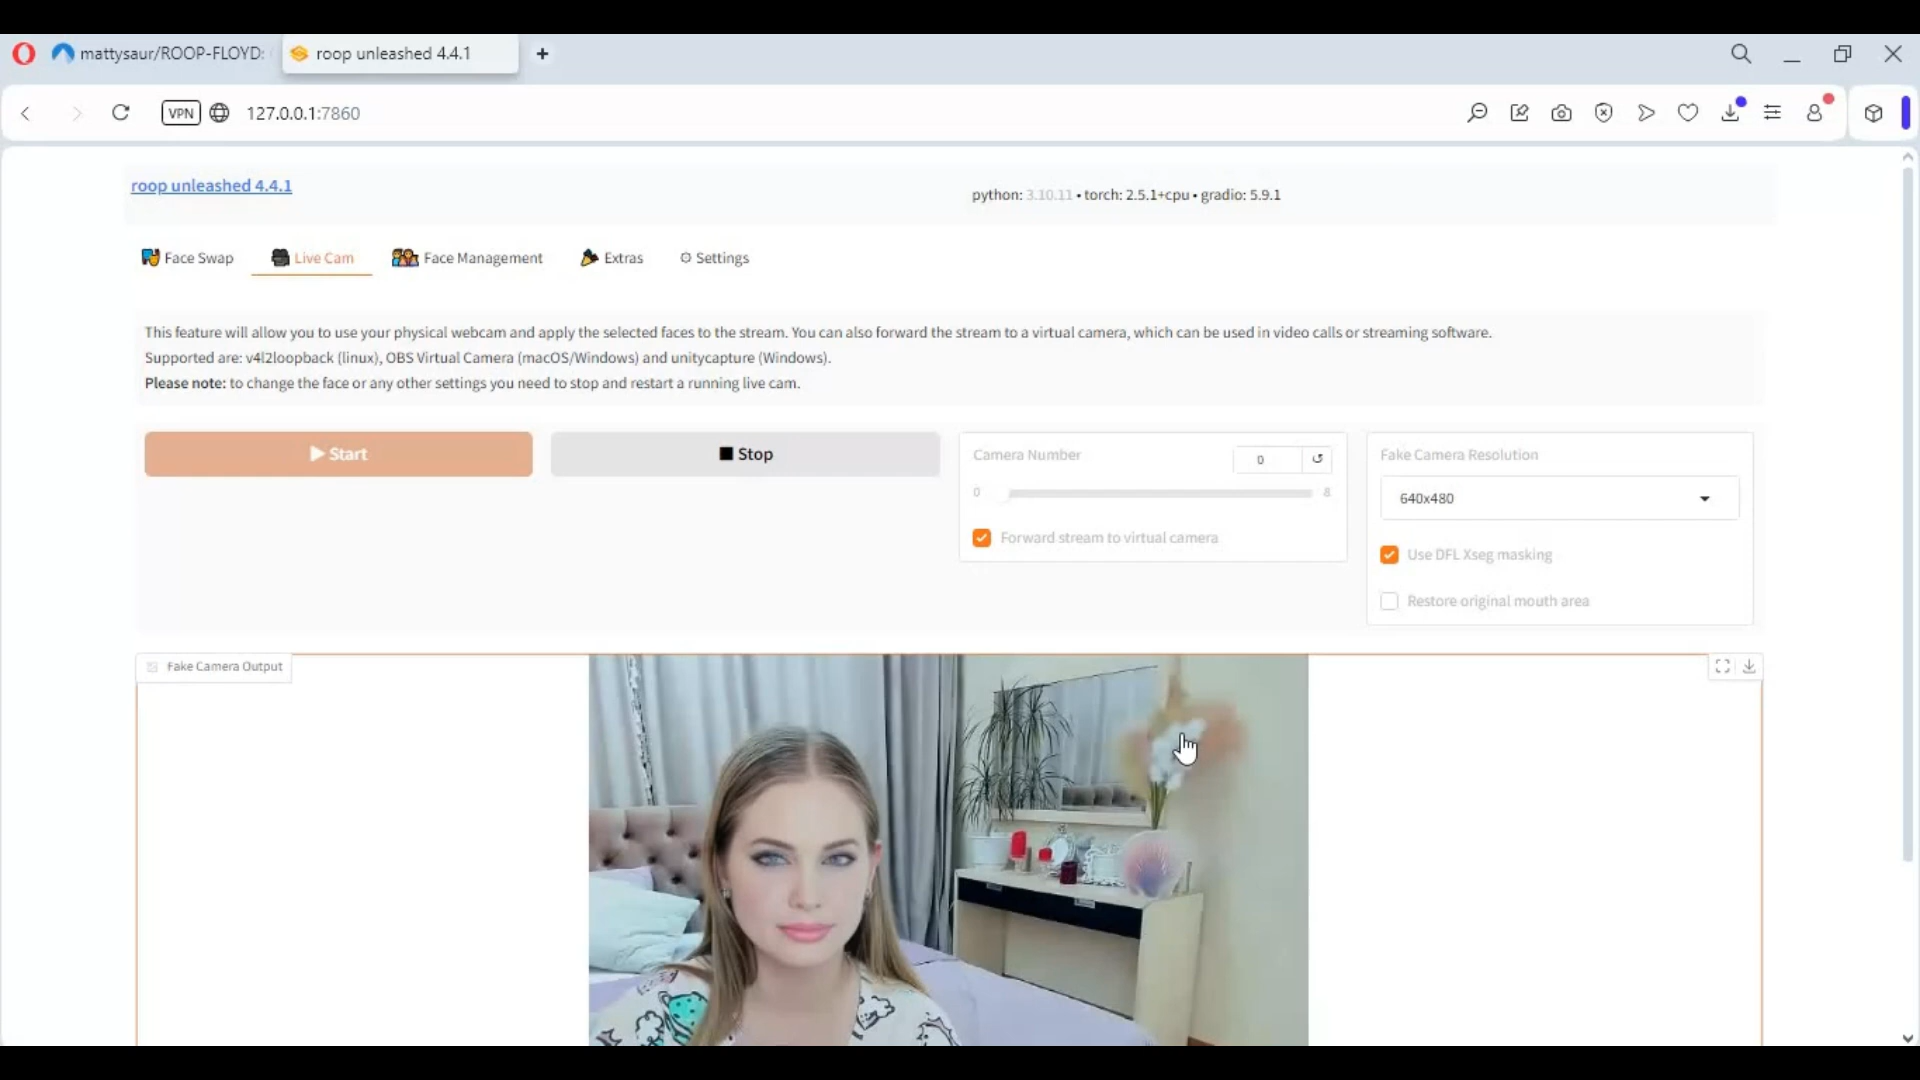 mattysaur/ROOP-FLOYD:
roop unleashed 4.4.1
VPN
127.0.0.1:7860
roop unleashed 4.4.1
python: 3.10.11 • torch: 2.5.1+cpu • gradio: 5.9.1
Face Swap
Live Cam
Face Management
Extras
Settings
This feature will allow you to use your physical webcam and apply the selected faces to the stream. You can also forward the stream to a virtual camera, which can be used in video calls or streaming software.
Supported are: v4l2loopback (linux), OBS Virtual Camera (macOS/Windows) and unitycapture (Windows).
Please note: to change the face or any other settings you need to stop and restart a running live cam.
Start
Stop
Camera Number
0
0
8
Forward stream to virtual camera
Fake Camera Resolution
640x480
Use DFL Xseg masking
Restore original mouth area
Fake Camera Output